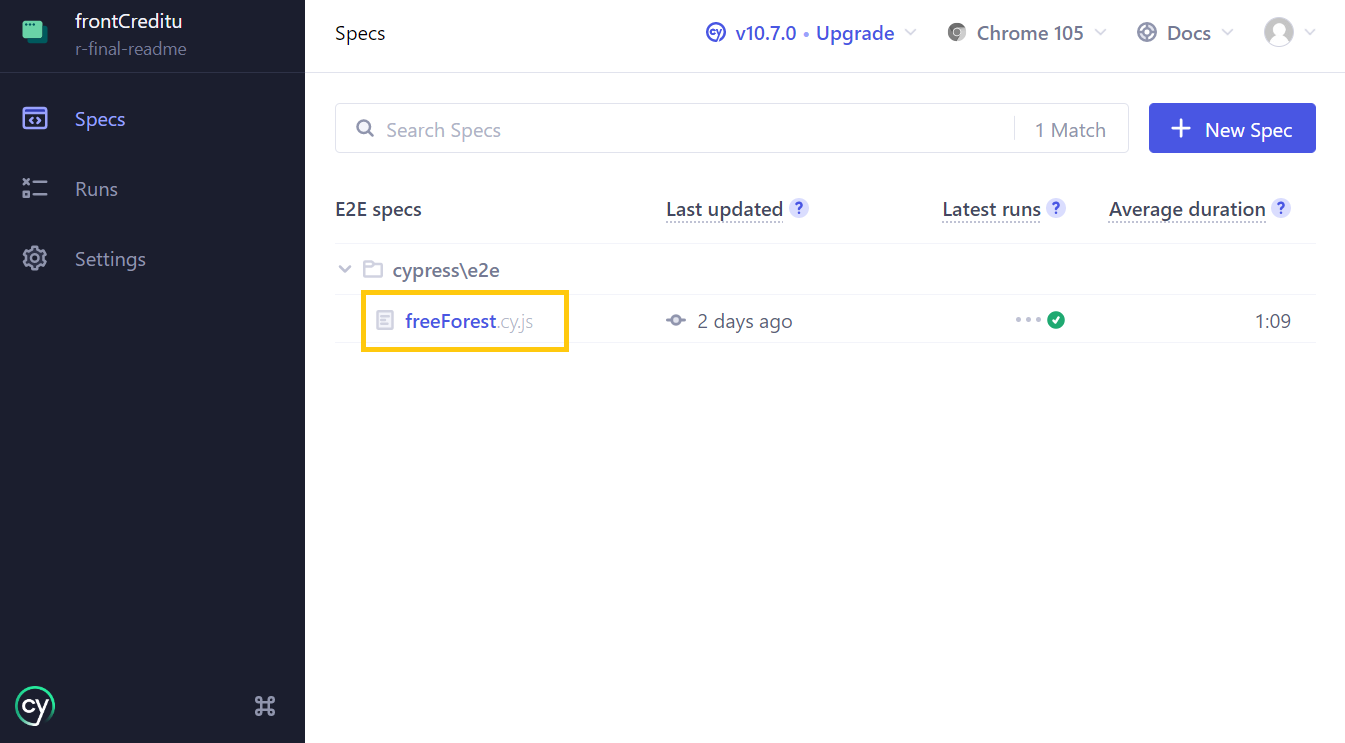 frontCreditu
r-final-readme
Specs
Runs
Settings
cy
Specs
cy v10.7.0 • Upgrade
Chrome 105
Docs
Search Specs
1 Match
+ New Spec
E2E specs
Last updated ?
Latest runs ?
Average duration ?
cypress\e2e
freeForest.cy.js
2 days ago
1:09